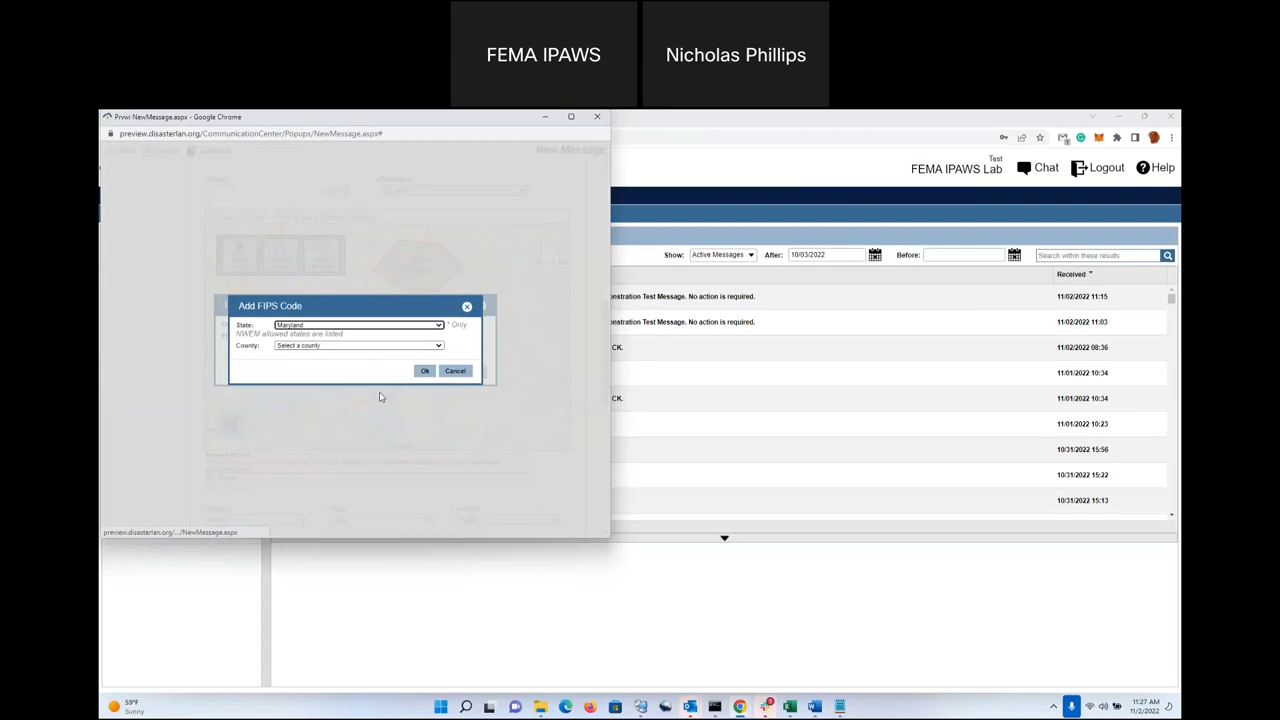 FEMA IPAWS
Nicholas Phillips
Prvw: NewMessage.aspx - Google Chrome
preview.disasterlan.org/CommunicationCenter/Popups/NewMessage.aspx#
New Message
Test
FEMA IPAWS Lab
Chat
Logout
Help
Show: Active Messages After: 10/03/2022 Before: Search within these results
Received
onstration Test Message. No action is required. 11/02/2022 11:15
onstration Test Message. No action is required. 11/02/2022 11:03
CK. 11/02/2022 08:36
11/01/2022 10:34
CK. 11/01/2022 10:34
11/01/2022 10:23
10/31/2022 15:56
10/31/2022 15:22
10/31/2022 15:13
Add FIPS Code
State: Maryland * Only
NWEM allowed states are listed
County: Select a county
Ok Cancel
preview.disasterlan.org/.../NewMessage.aspx
59°F
Sunny
11:27 AM
11/2/2022